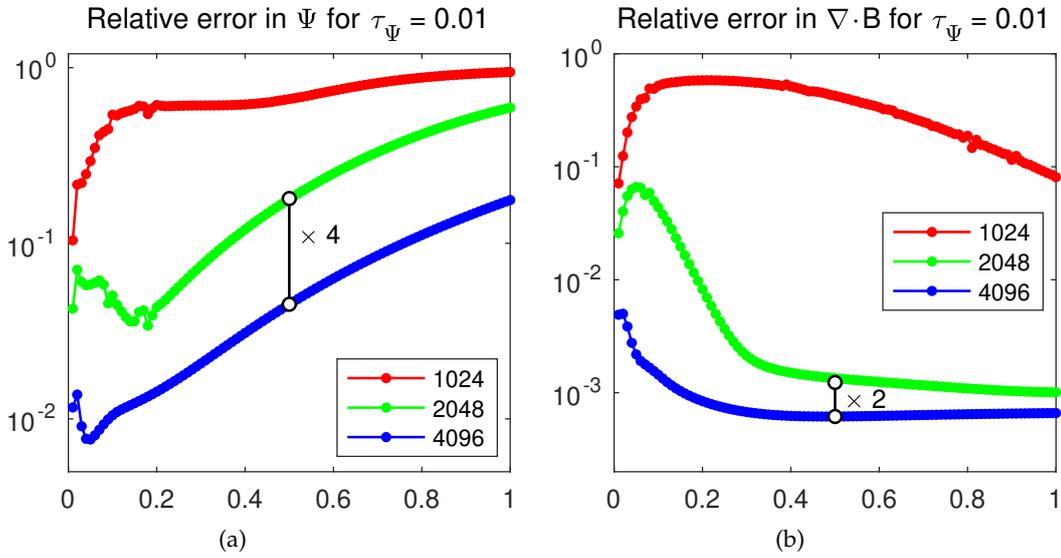 Relative error in Ψ for τ_Ψ = 0.01
10^0
10^-1
10^-2
× 4
1024
2048
4096
0 0.2 0.4 0.6 0.8 1
(a)
Relative error in ∇·B for τ_Ψ = 0.01
10^0
10^-1
10^-2
10^-3
× 2
1024
2048
4096
0 0.2 0.4 0.6 0.8 1
(b)